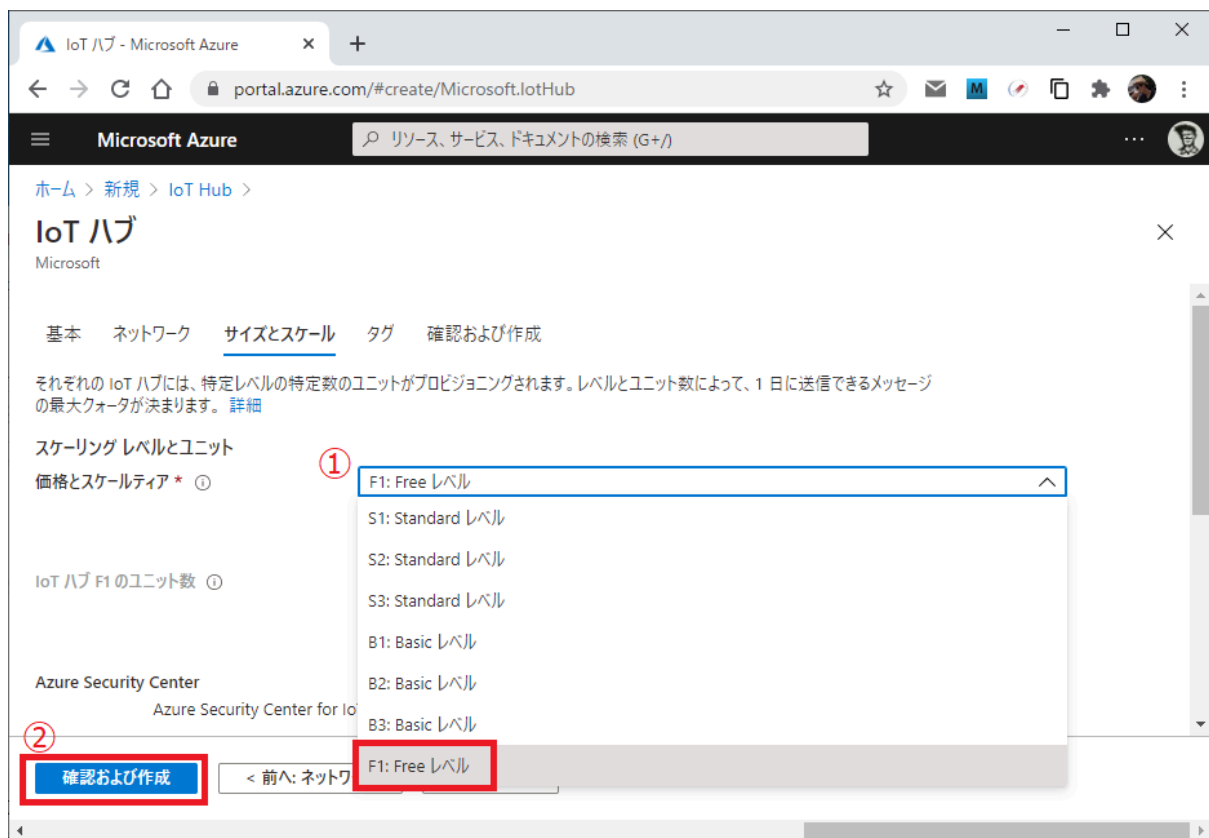 IoT ハブ - Microsoft Azure
portal.azure.com/#create/Microsoft.IotHub
M
Microsoft Azure
リソース、サービス、ドキュメントの検索 (G+/)
ホーム > 新規 > IoT Hub >
IoT ハブ
Microsoft
基本 ネットワーク サイズとスケール タグ 確認および作成
それぞれの IoT ハブには、特定レベルの特定数のユニットがプロビジョニングされます。レベルとユニット数によって、1 日に送信できるメッセージ
の最大クォータが決まります。 詳細
スケーリング レベルとユニット
①
価格とスケールティア *
F1: Free レベル
S1: Standard レベル
S2: Standard レベル
S3: Standard レベル
IoT ハブ F1 のユニット数
B1: Basic レベル
B2: Basic レベル
B3: Basic レベル
F1: Free レベル
Azure Security Center
Azure Security Center for Io
②
確認および作成
< 前へ: ネットワ